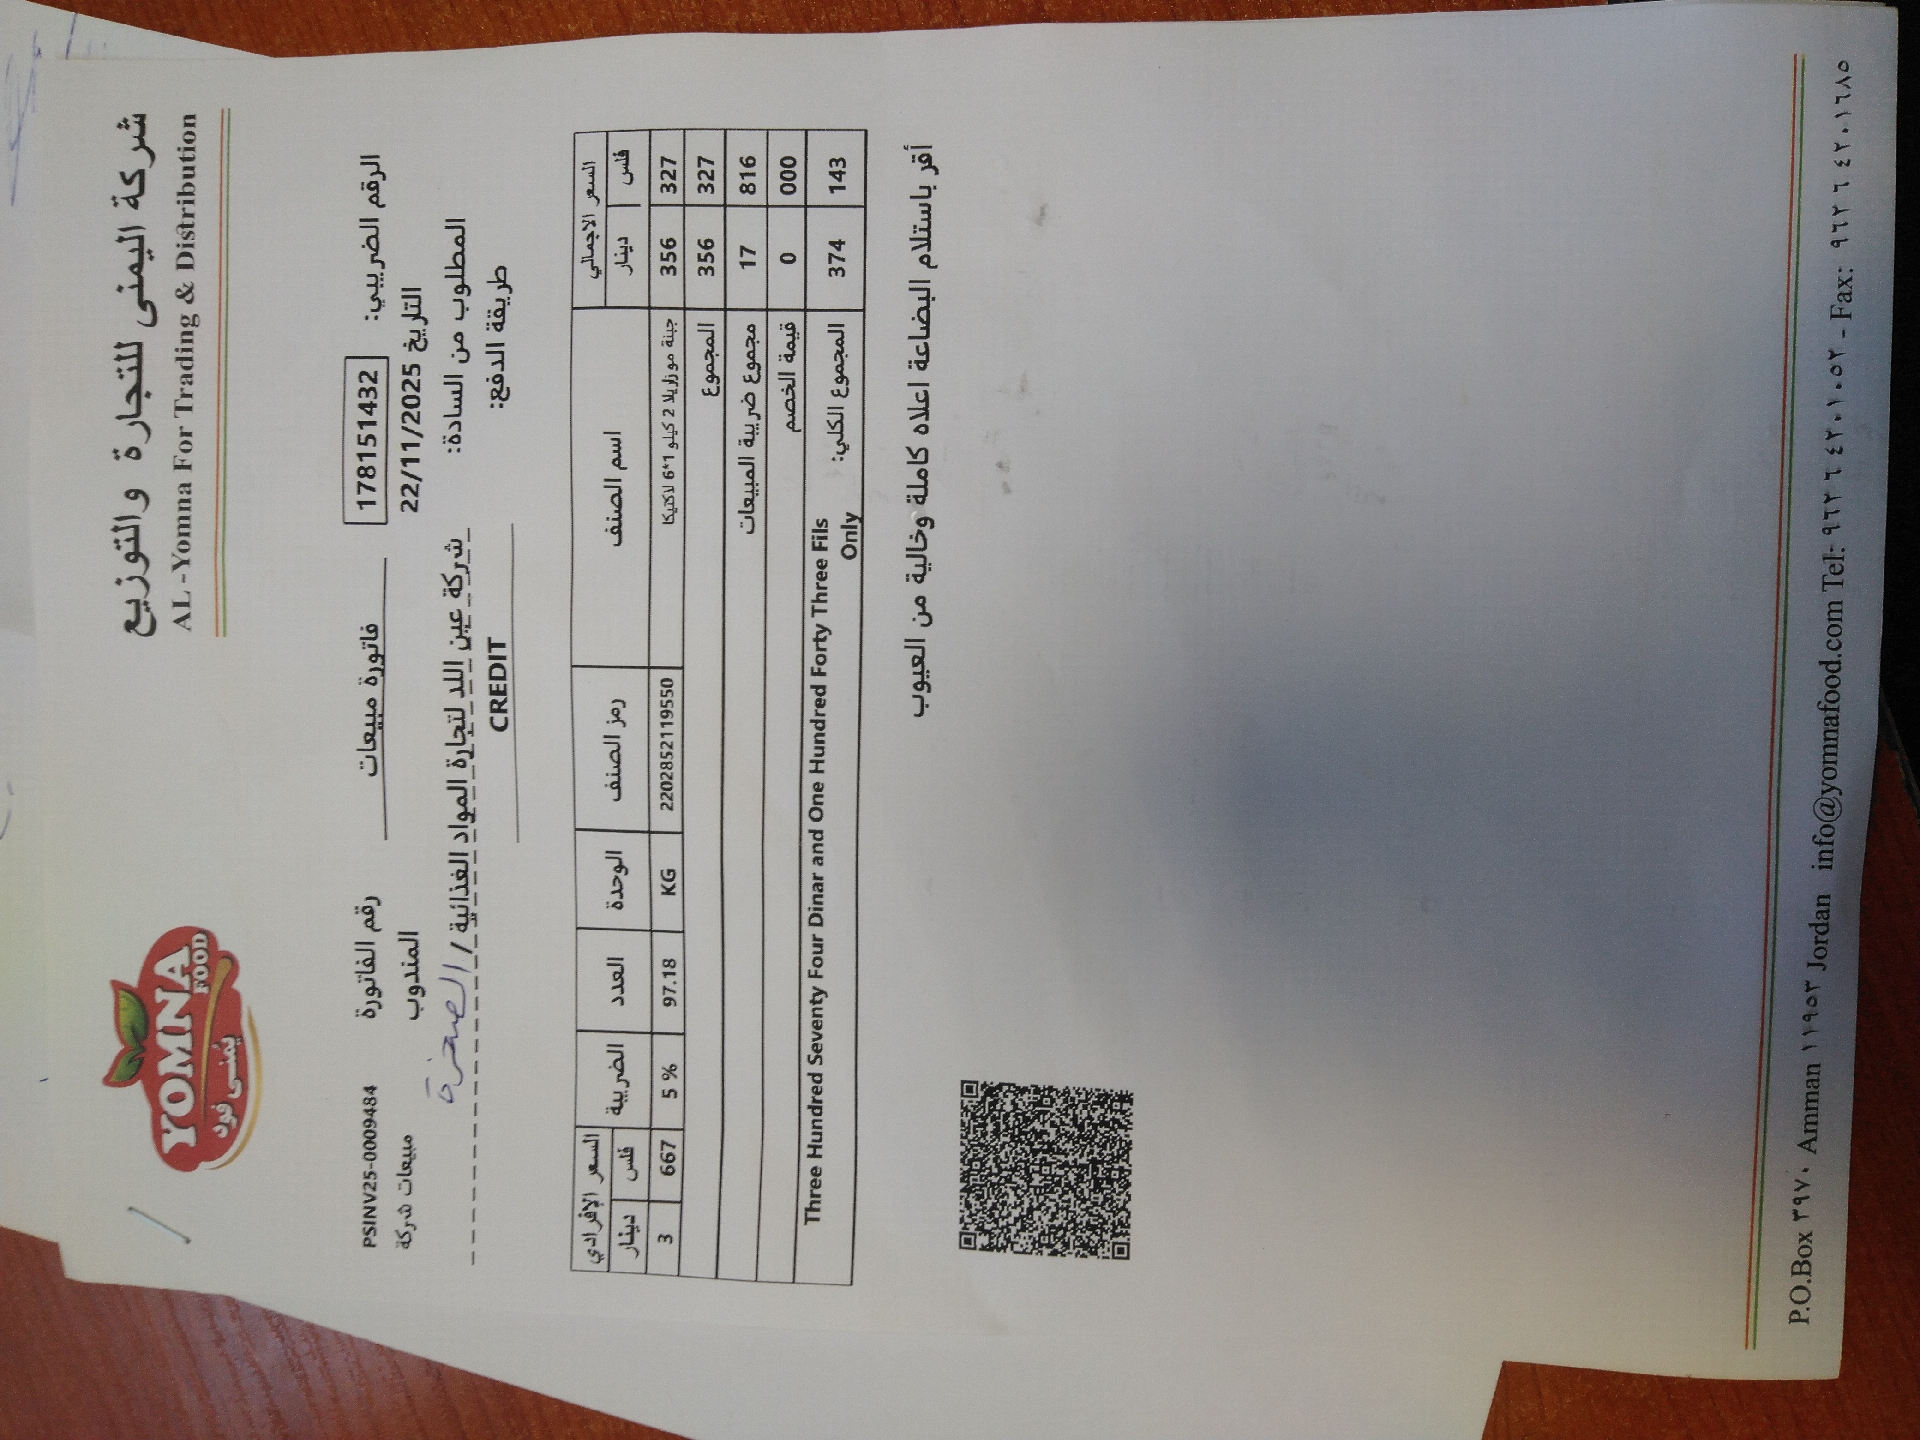 شركة اليمنى للتجارة والتوزيع
AL -Yomna For Trading & Distribution
YOMNA
FOOD
يمنى فود
الرقم الضريبي: 178151432 فاتورة مبيعات رقم الفاتورة PSINV25-0009484
التاريخ 22/11/2025 المندوب مبيعات شركة
المطلوب من السادة: شركة عين اللد لتجارة المواد الغذائية / الصخرة
طريقة الدفع: CREDIT
السعر الاجمالي اسم الصنف رمز الصنف الوحدة العدد الضريبة السعر الإفرادي
فلس دينار فلس دينار
327 356 جبنة موزاريلا 2 كيلو 1*6 لاكتيكا 2202852119550 KG 97.18 5 % 667 3
327 356 المجموع
816 17 مجموع ضريبة المبيعات
000 0 قيمة الخصم
143 374 المجموع الكلي: Three Hundred Seventy Four Dinar and One Hundred Forty Three Fils
Only
أقر باستلام البضاعة اعلاه كاملة وخالية من العيوب
P.O.Box ٣٩٧٠ Amman ١١٩٥٣ Jordan info@yomnafood.com Tel: ٩٦٢ ٦ ٤٢٠١٠٥٢ - Fax: ٩٦٢ ٦ ٤٢٠١٦٨٥